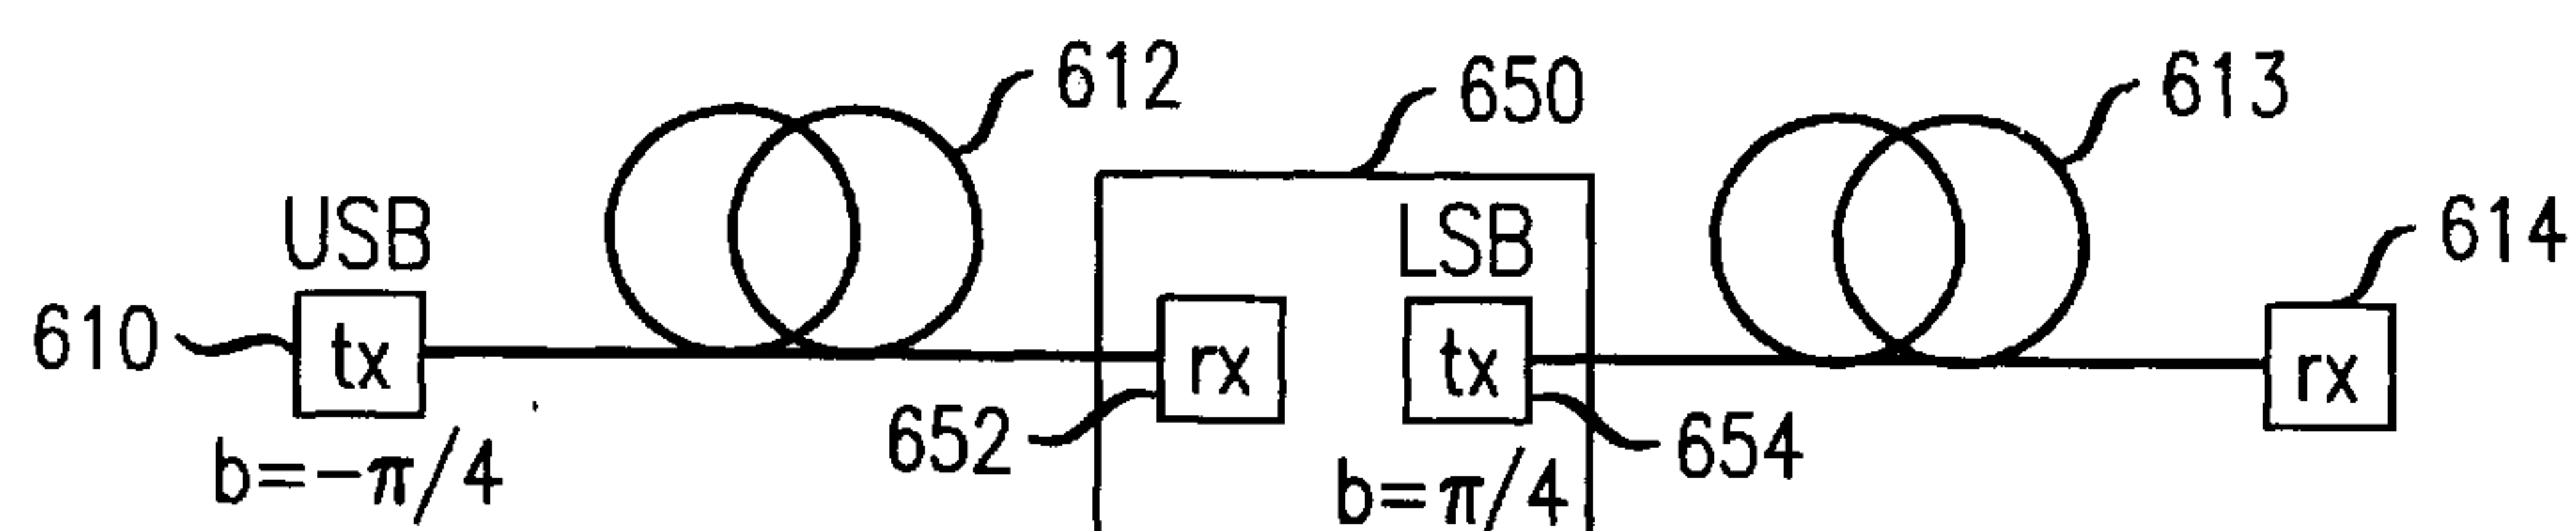 612
650
613
USB
LSB
614
610
tx
rx
tx
rx
652
654
b=-π/4
b=π/4